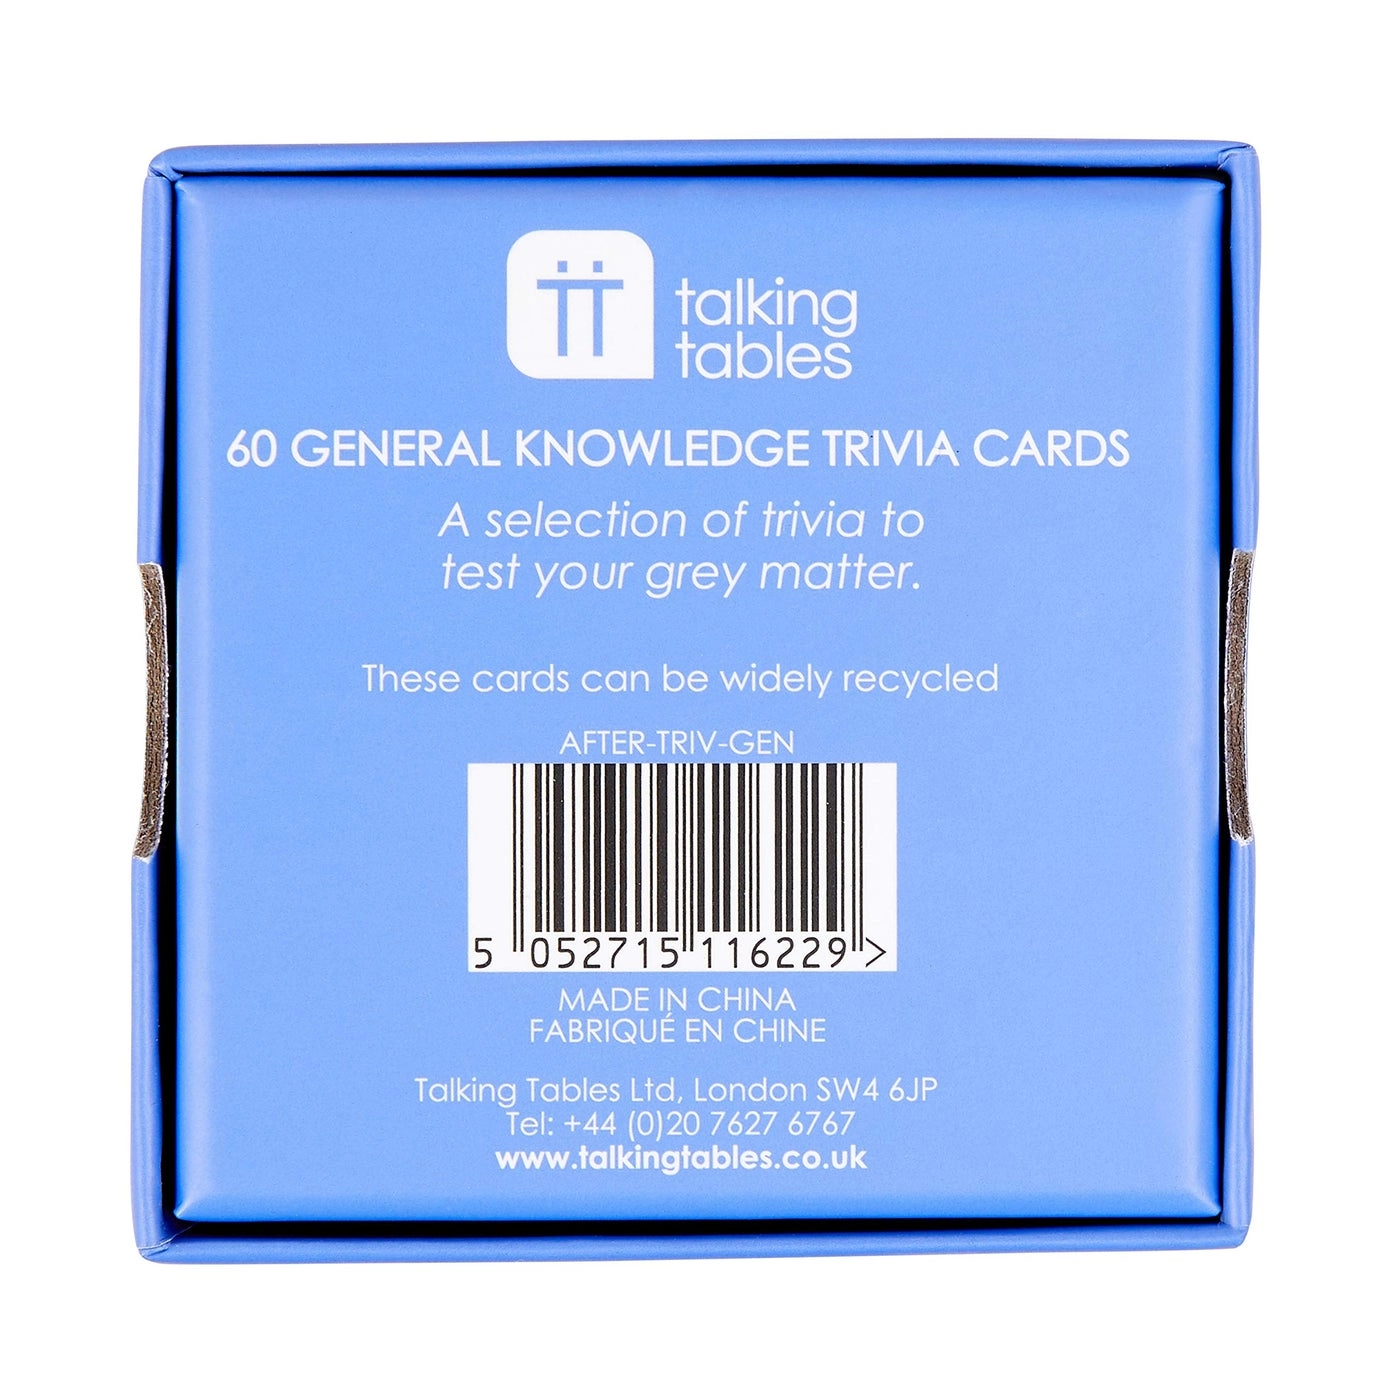 talking
tables
60 GENERAL KNOWLEDGE TRIVIA CARDS
A selection of trivia to
test your grey matter.
These cards can be widely recycled
AFTER-TRIV-GEN
5 052715 116229 >
MADE IN CHINA
FABRIQUÉ EN CHINE
Talking Tables Ltd, London SW4 6JP
Tel: +44 (0)20 7627 6767
www.talkingtables.co.uk